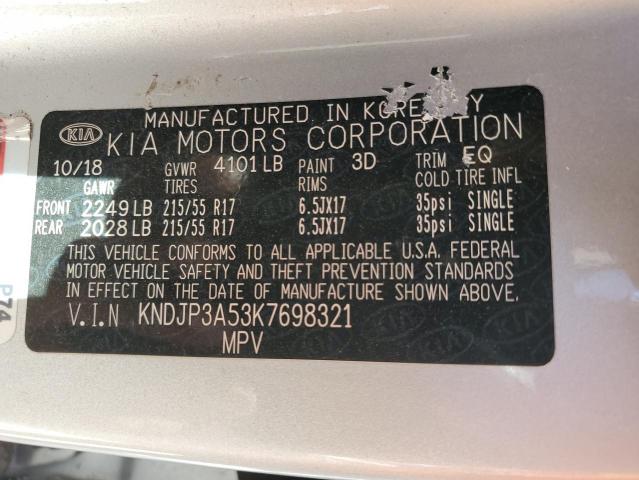 MANUFACTURED IN KOREA BY
KIA KIA MOTORS CORPORATION
10/18 GVWR 4101 LB PAINT 3D TRIM EQ
GAWR TIRES RIMS COLD TIRE INFL
FRONT 2249 LB 215/55 R17 6.5JX17 35psi SINGLE
REAR 2028 LB 215/55 R17 6.5JX17 35psi SINGLE
THIS VEHICLE CONFORMS TO ALL APPLICABLE U.S.A. FEDERAL
MOTOR VEHICLE SAFETY AND THEFT PREVENTION STANDARDS
IN EFFECT ON THE DATE OF MANUFACTURE SHOWN ABOVE.
V.I.N KNDJP3A53K7698321
MPV
P74